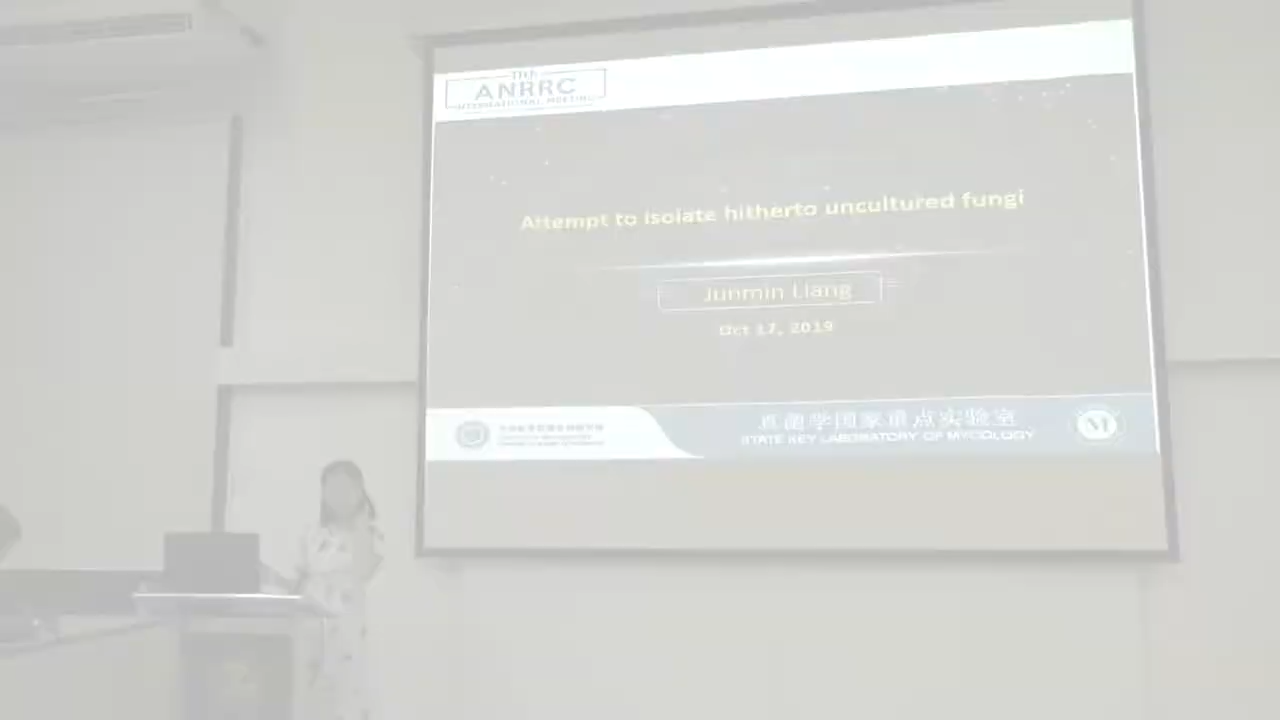 THE
ANRRC
INTERNATIONAL MEETING
Attempt to isolate hitherto uncultured fungi
Junmin Liang
Oct 17, 2019
真菌学国家重点实验室
STATE KEY LABORATORY OF MYCOLOGY
M